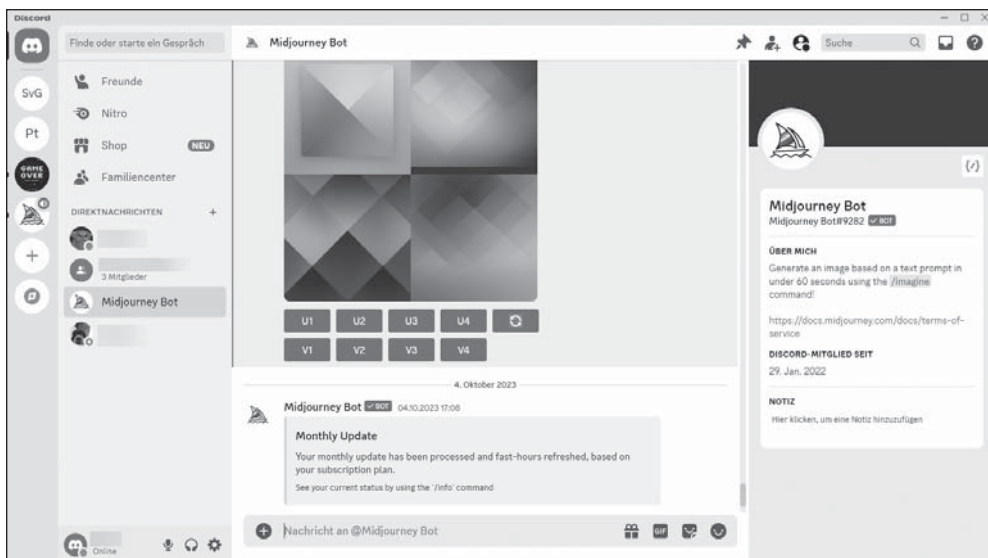 Discord
Finde oder starte ein Gespräch
Midjourney Bot
Suche
SvG
Pt
GAME
OVER
Freunde
Nitro
Shop
NEU
Familiencenter
DIREKTNACHRICHTEN
3 Mitglieder
Midjourney Bot
Online
U1 U2 U3 U4
V1 V2 V3 V4
4. Oktober 2023
Midjourney Bot BOT 04.10.2023 17:08
Monthly Update
Your monthly update has been processed and fast-hours refreshed, based on
your subscription plan.
See your current status by using the '/info' command
Nachricht an @Midjourney Bot
GIF
Midjourney Bot
Midjourney Bot#9282 BOT
ÜBER MICH
Generate an image based on a text prompt in
under 60 seconds using the /imagine
command!
https://docs.midjourney.com/docs/terms-of-
service
DISCORD-MITGLIED SEIT
29. Jan. 2022
NOTIZ
Hier klicken, um eine Notiz hinzuzufügen